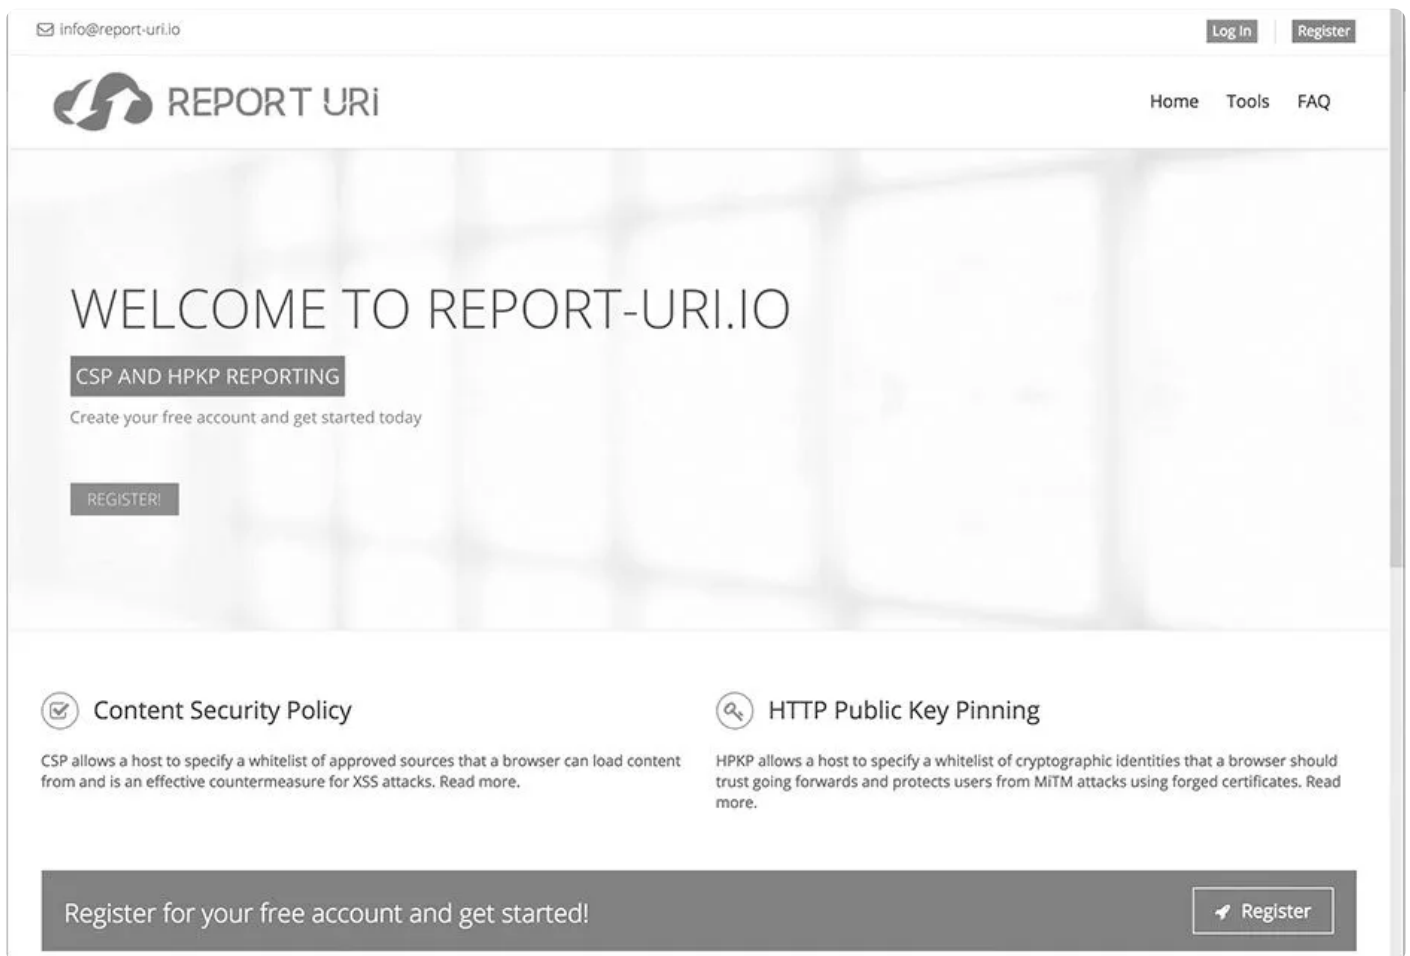 info@report-uri.io
Log In
Register
REPORT URI
Home Tools FAQ
WELCOME TO REPORT-URI.IO
CSP AND HPKP REPORTING
Create your free account and get started today
REGISTER!
Content Security Policy
CSP allows a host to specify a whitelist of approved sources that a browser can load content
from and is an effective countermeasure for XSS attacks. Read more.
HTTP Public Key Pinning
HPKP allows a host to specify a whitelist of cryptographic identities that a browser should
trust going forwards and protects users from MiTM attacks using forged certificates. Read
more.
Register for your free account and get started!
Register